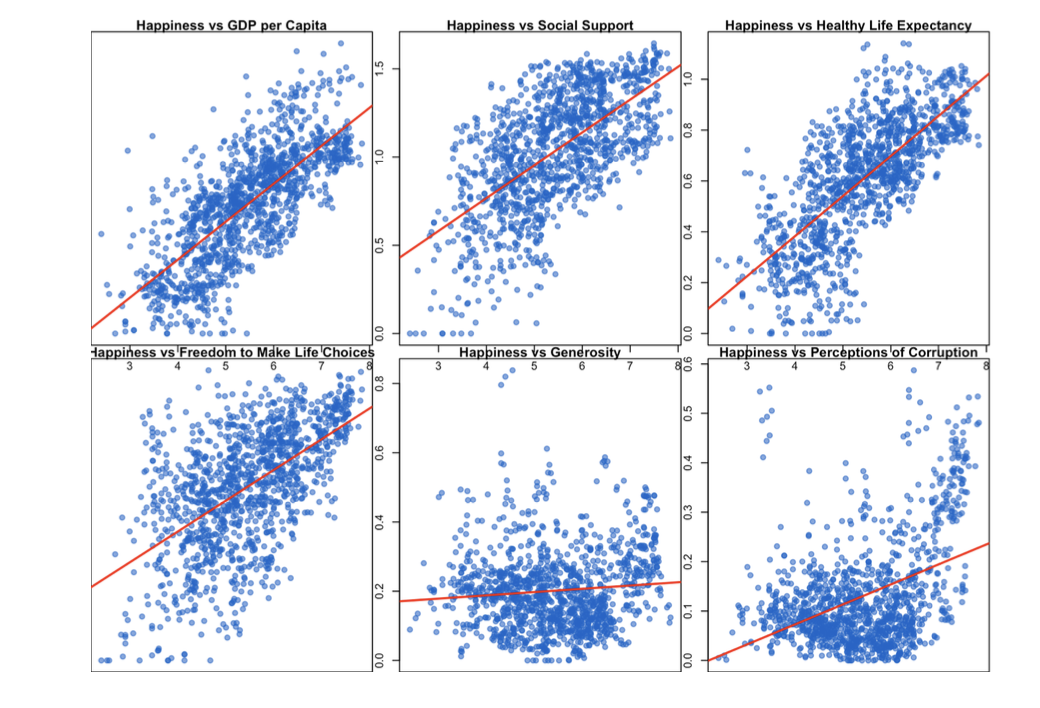 Happiness vs GDP per Capita
Happiness vs Social Support
Happiness vs Healthy Life Expectancy
0.0 0.5 1.0 1.5
0.0 0.2 0.4 0.6 0.8 1.0
Happiness vs Freedom to Make Life Choices
Happiness vs Generosity
Happiness vs Perceptions of Corruption
3 4 5 6 7 8
3 4 5 6 7 8
3 4 5 6 7 8
0.0 0.2 0.4 0.6 0.8
0.0 0.1 0.2 0.3 0.4 0.5 0.6